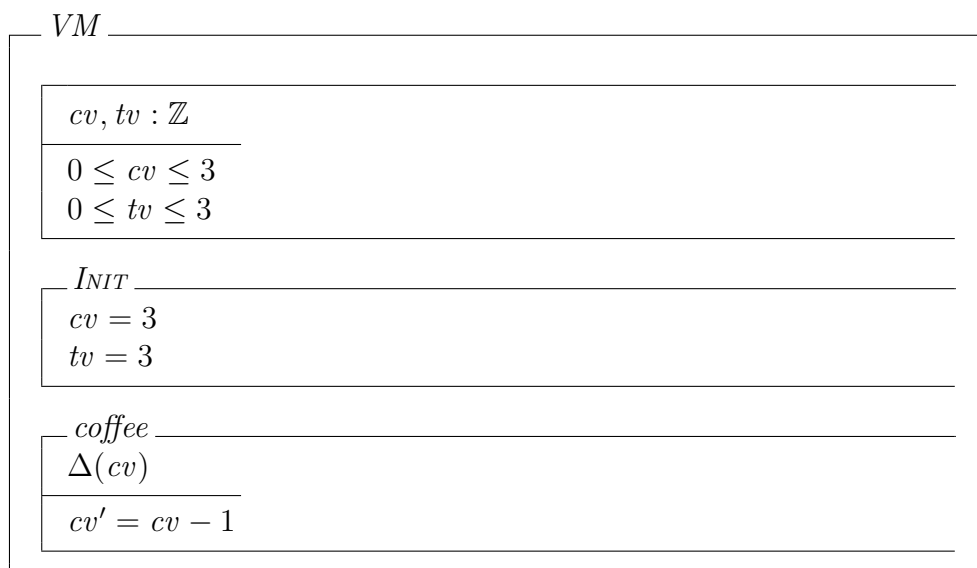 VM
cv, tv : ℤ
0 ≤ cv ≤ 3
0 ≤ tv ≤ 3
INIT
cv = 3
tv = 3
coffee
Δ(cv)
cv′ = cv − 1